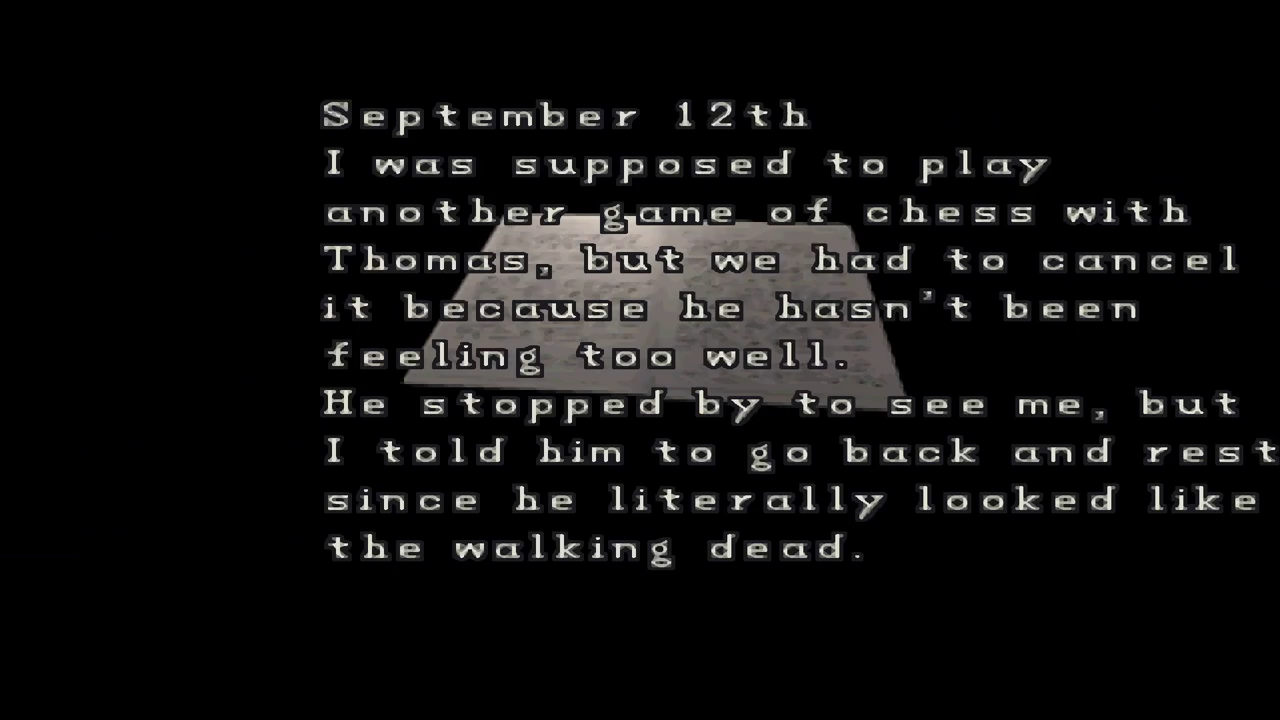 September 12th
I was supposed to play
another game of chess with
Thomas, but we had to cancel
it because he hasn't been
feeling too well.
He stopped by to see me, but
I told him to go back and rest
since he literally looked like
the walking dead.